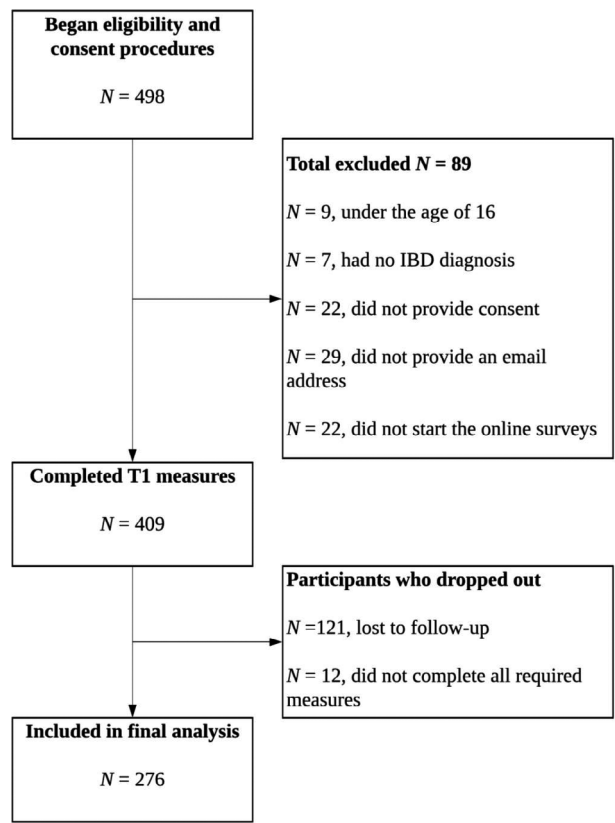 Began eligibility and
consent procedures
N = 498
Total excluded N = 89
N = 9, under the age of 16
N = 7, had no IBD diagnosis
N = 22, did not provide consent
N = 29, did not provide an email
address
N = 22, did not start the online surveys
Completed T1 measures
N = 409
Participants who dropped out
N =121, lost to follow-up
N = 12, did not complete all required
measures
Included in final analysis
N = 276